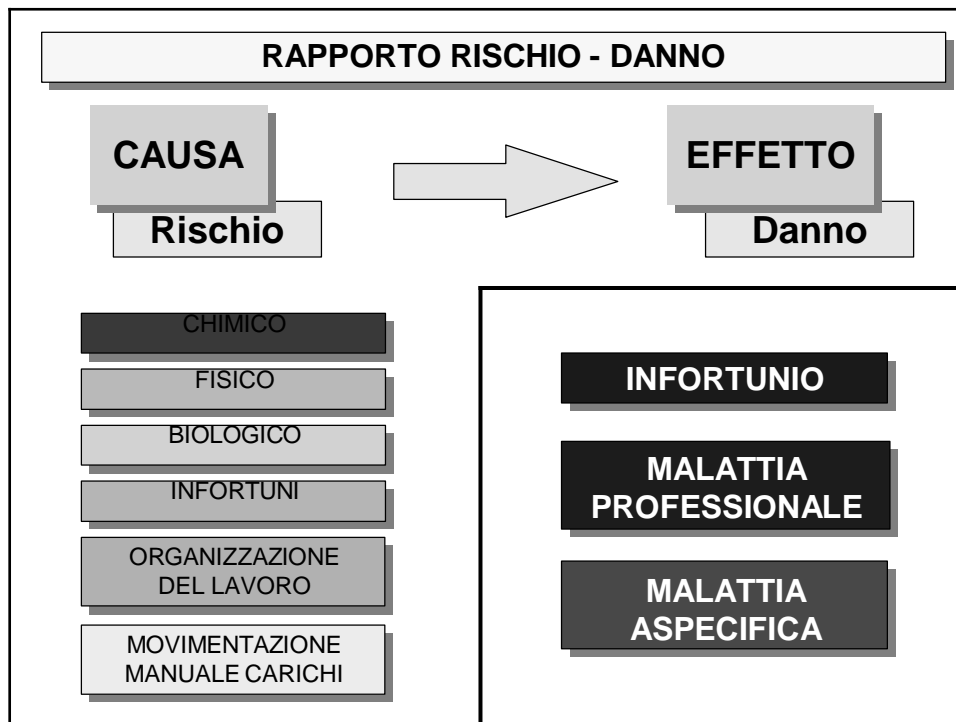 RAPPORTO RISCHIO - DANNO
CAUSA
Rischio
EFFETTO
Danno
CHIMICO
FISICO
BIOLOGICO
INFORTUNI
ORGANIZZAZIONE
DEL LAVORO
MOVIMENTAZIONE
MANUALE CARICHI
INFORTUNIO
MALATTIA
PROFESSIONALE
MALATTIA
ASPECIFICA